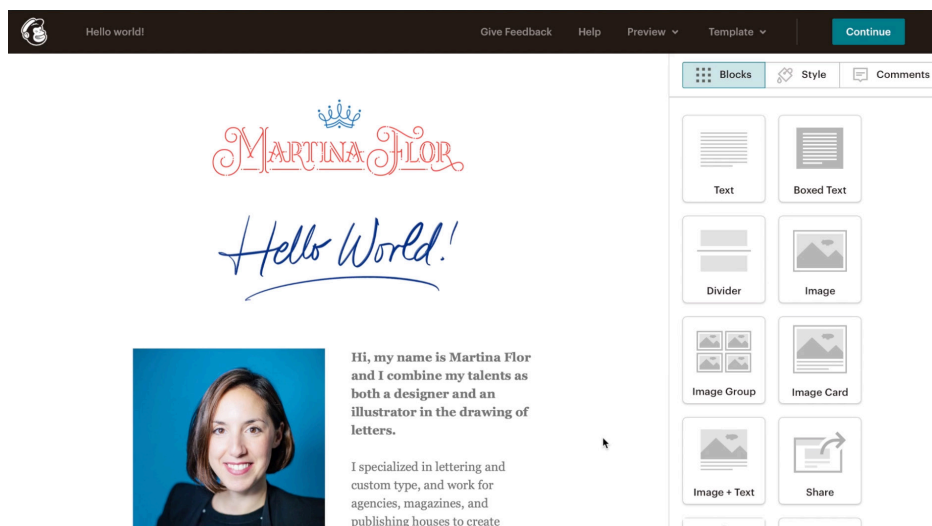 Hello world!
Give Feedback
Help
Preview
Template
Continue
Blocks
Style
Comments
MARTINA FLOR
Hello World!
Hi, my name is Martina Flor
and I combine my talents as
both a designer and an
illustrator in the drawing of
letters.
I specialized in lettering and
custom type, and work for
agencies, magazines, and
publishing houses to create
Text
Boxed Text
Divider
Image
Image Group
Image Card
Image + Text
Share